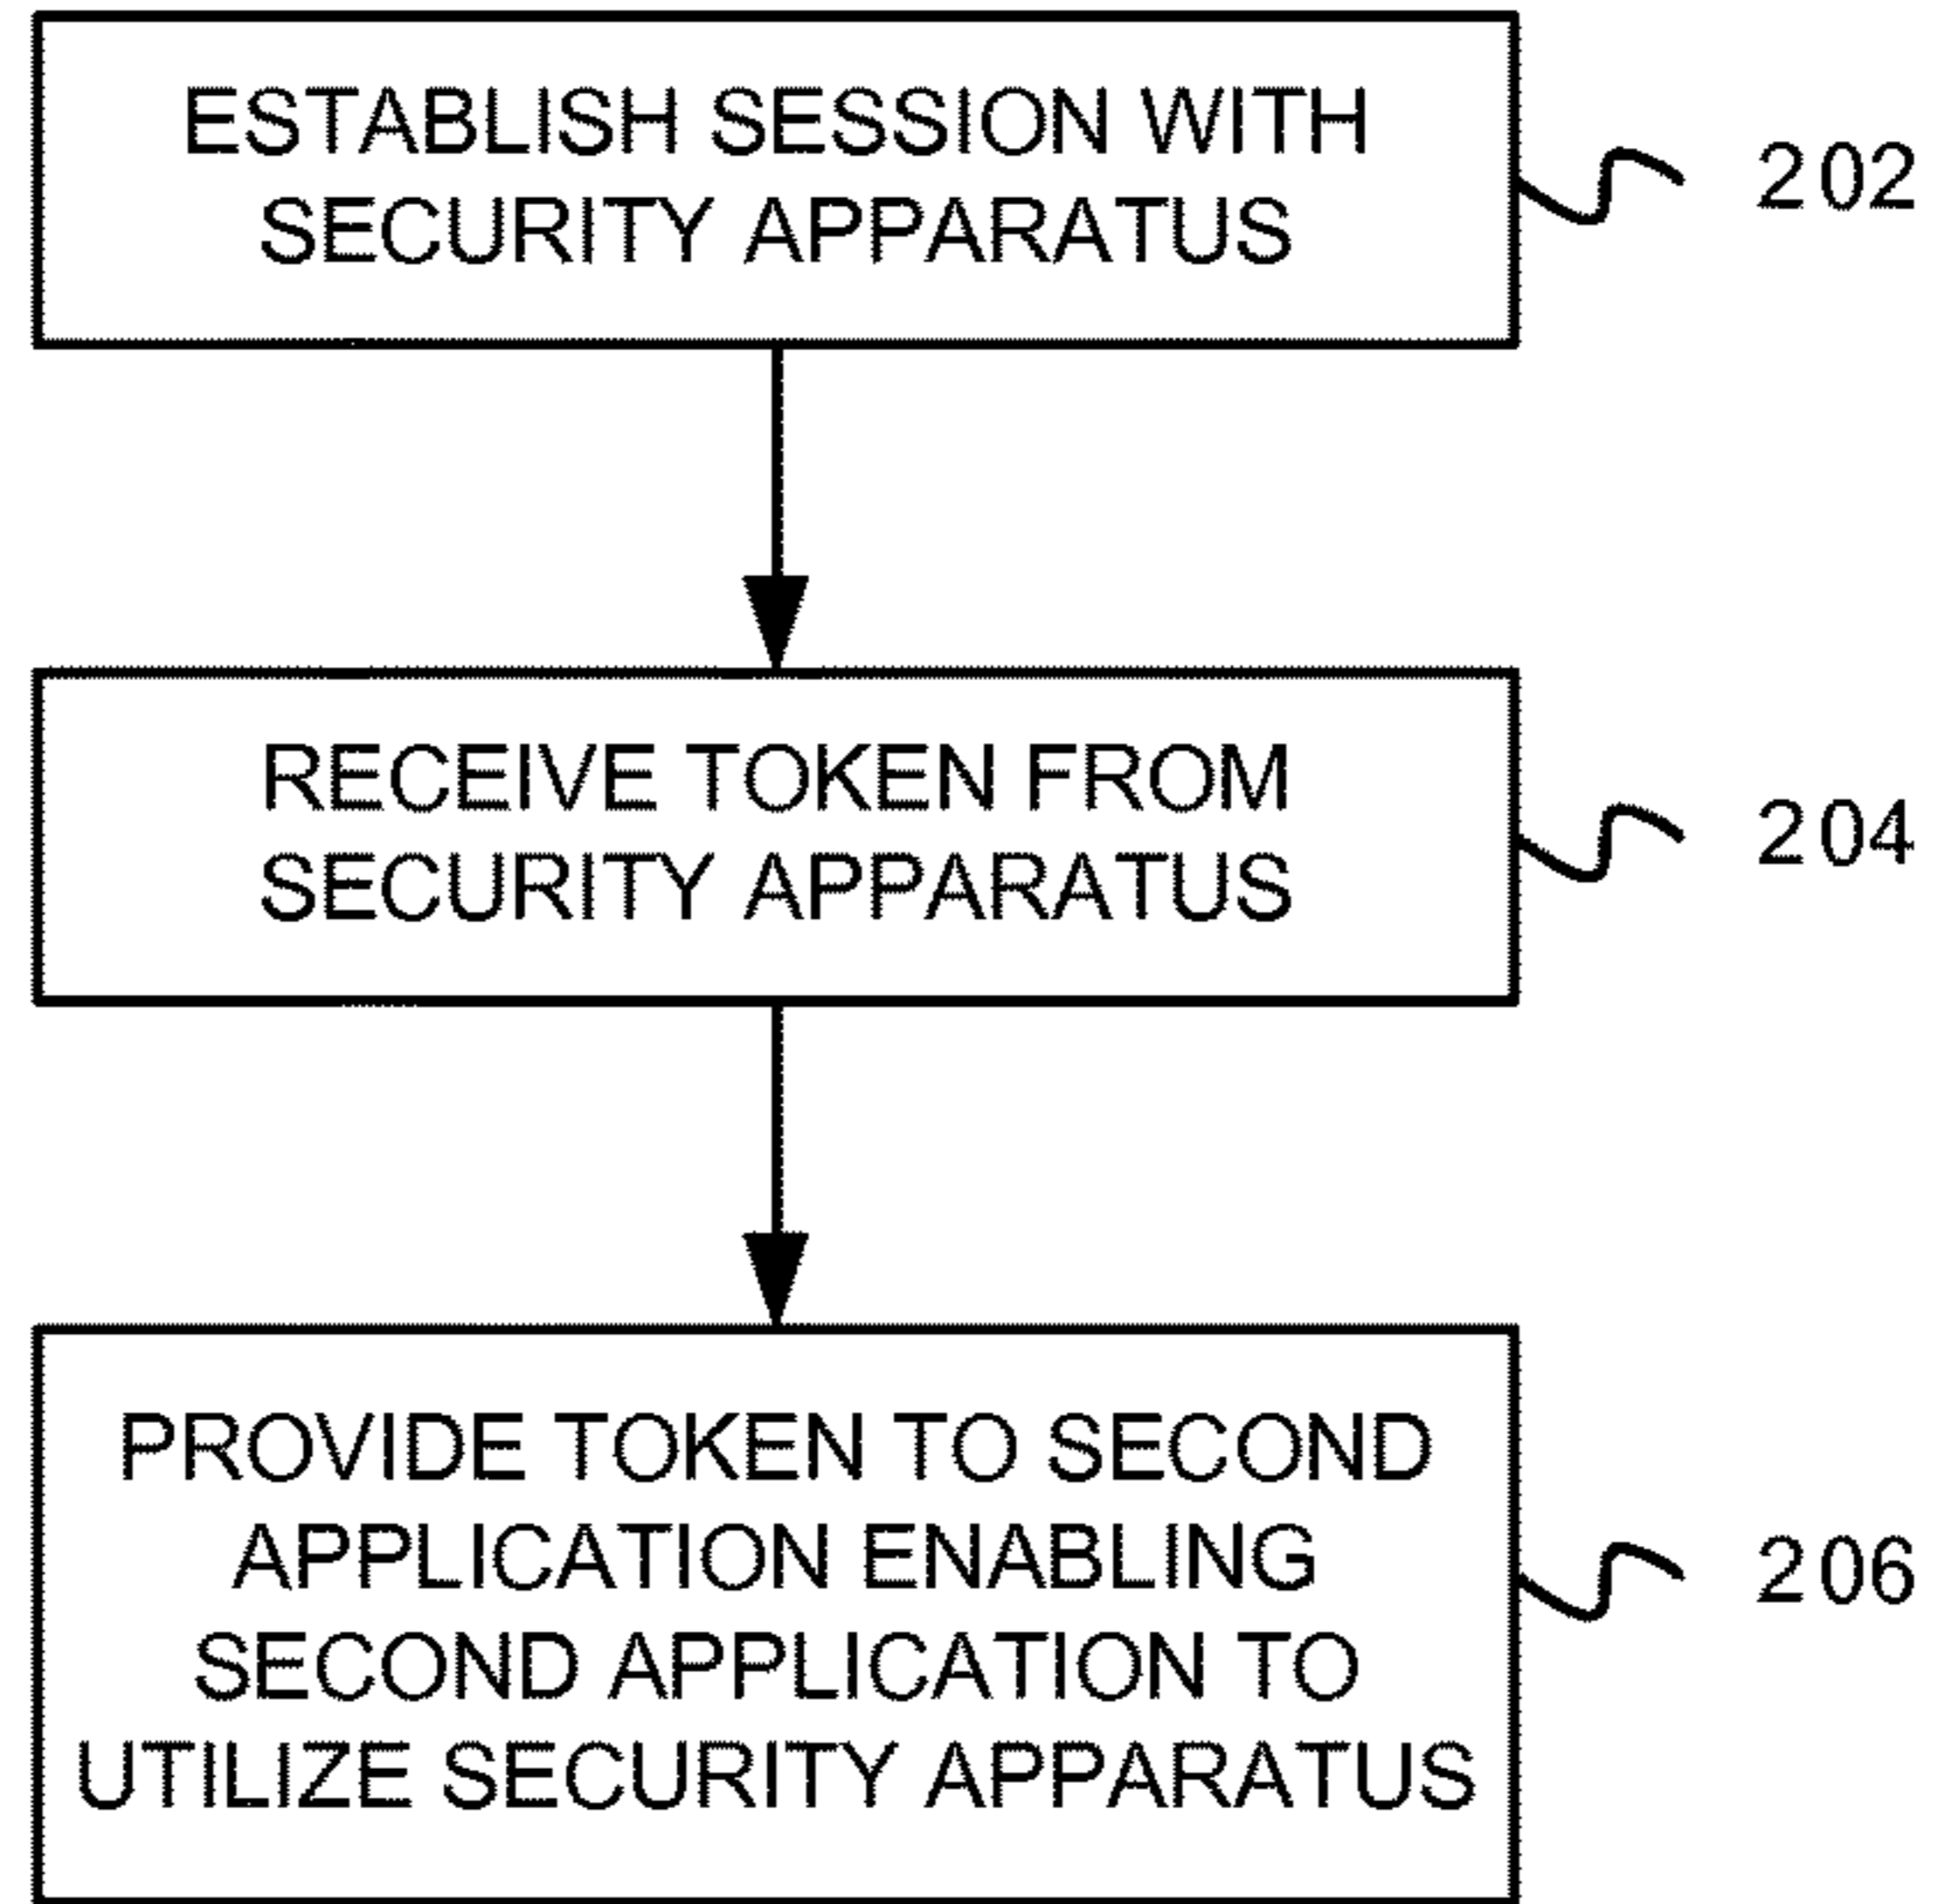 ESTABLISH SESSION WITH
SECURITY APPARATUS
202
RECEIVE TOKEN FROM
SECURITY APPARATUS
204
PROVIDE TOKEN TO SECOND
APPLICATION ENABLING
SECOND APPLICATION TO
UTILIZE SECURITY APPARATUS
206